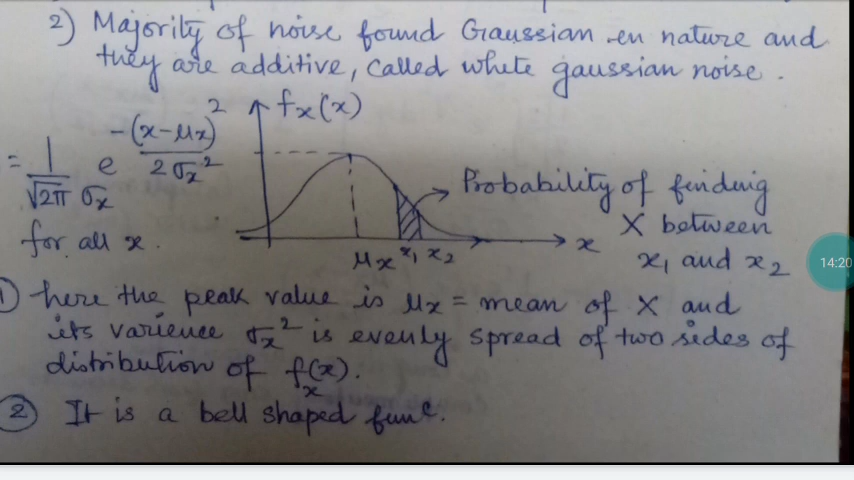 2) Majority of noise found Gaussian en nature and
they are additive, called white gaussian noise.
fx(x)
= 1/√2π σx e -(x-μx)²/2σx²
for all x.
Probability of finding
X between
x1 and x2
μx x1 x2
x
14:20
1) here the peak value is μx = mean of X and
its varience σx² is evenly spread of two sides of
distribution of fx(x).
2) It is a bell shaped func.